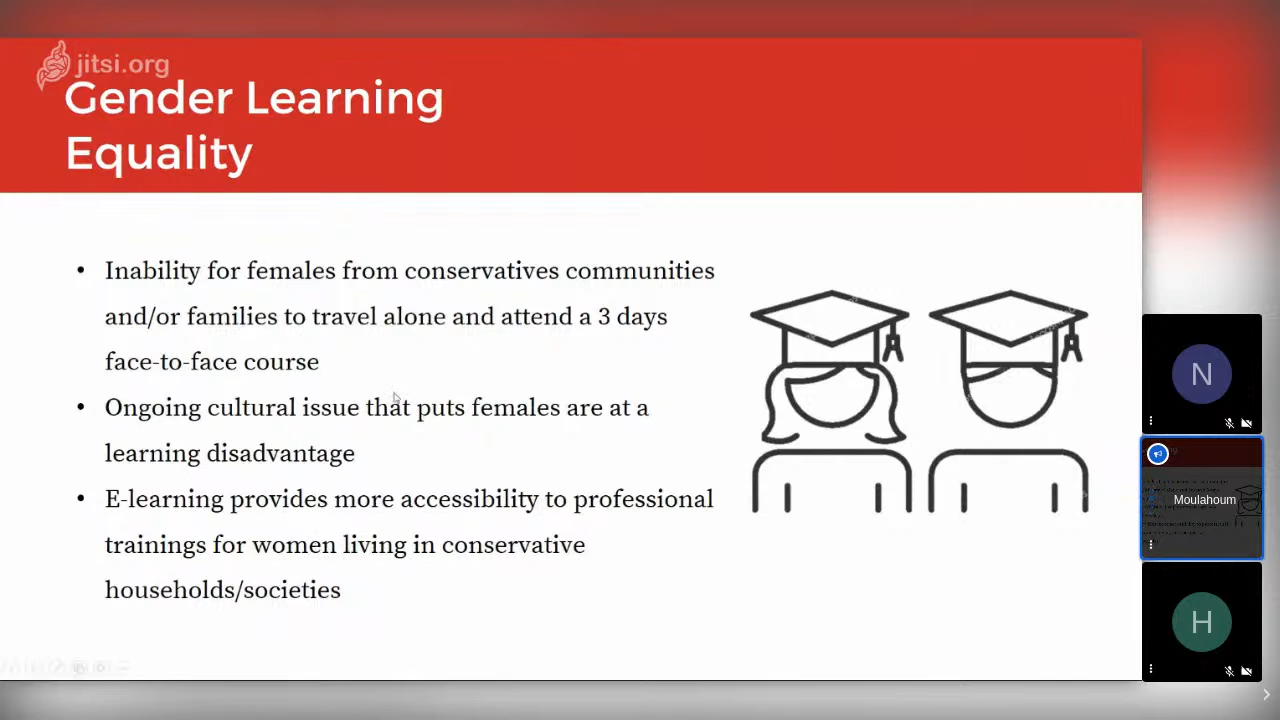 jitsi.org
Gender Learning
Equality
• Inability for females from conservatives communities
and/or families to travel alone and attend a 3 days
face-to-face course
• Ongoing cultural issue that puts females are at a
learning disadvantage
• E-learning provides more accessibility to professional
trainings for women living in conservative
households/societies
N
Moulahoum
H